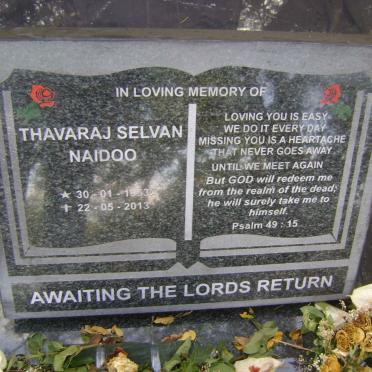 IN LOVING MEMORY OF
THAVARAJ SELVAN
NAIDOO
★ 30 - 01 - 1953
✝ 22 - 05 - 2013
LOVING YOU IS EASY
WE DO IT EVERY DAY
MISSING YOU IS A HEARTACHE
THAT NEVER GOES AWAY
UNTIL WE MEET AGAIN
But GOD will redeem me
from the realm of the dead;
he will surely take me to
himself.
Psalm 49 : 15
AWAITING THE LORDS RETURN